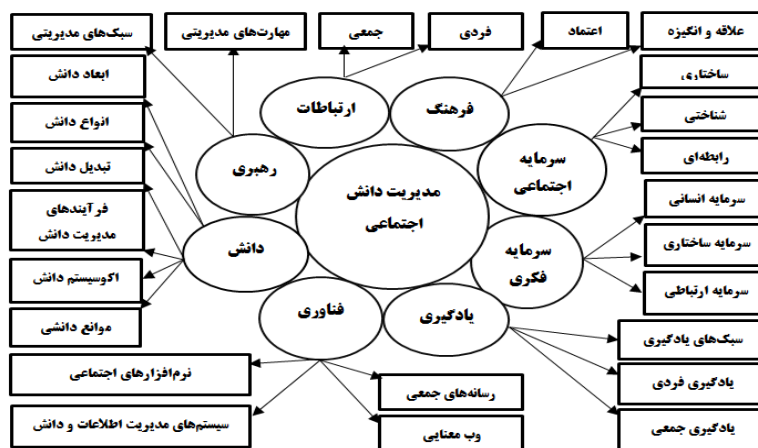 علاقه و انگیزه
اعتماد
فردی
جمعی
مهارت‌های مدیریتی
سبک‌های مدیریتی
ساختاری
شناختی
رابطه‌ای
سرمایه انسانی
سرمایه ساختاری
سرمایه ارتباطی
سبک‌های یادگیری
یادگیری فردی
یادگیری جمعی
فرهنگ
ارتباطات
سرمایه
اجتماعی
رهبری
مدیریت دانش
اجتماعی
سرمایه
فکری
دانش
یادگیری
فناوری
ابعاد دانش
انواع دانش
تبدیل دانش
فرآیندهای
مدیریت دانش
اکوسیستم دانش
موانع دانشی
نرم‌افزارهای اجتماعی
سیستم‌های مدیریت اطلاعات و دانش
رسانه‌های جمعی
وب معنایی